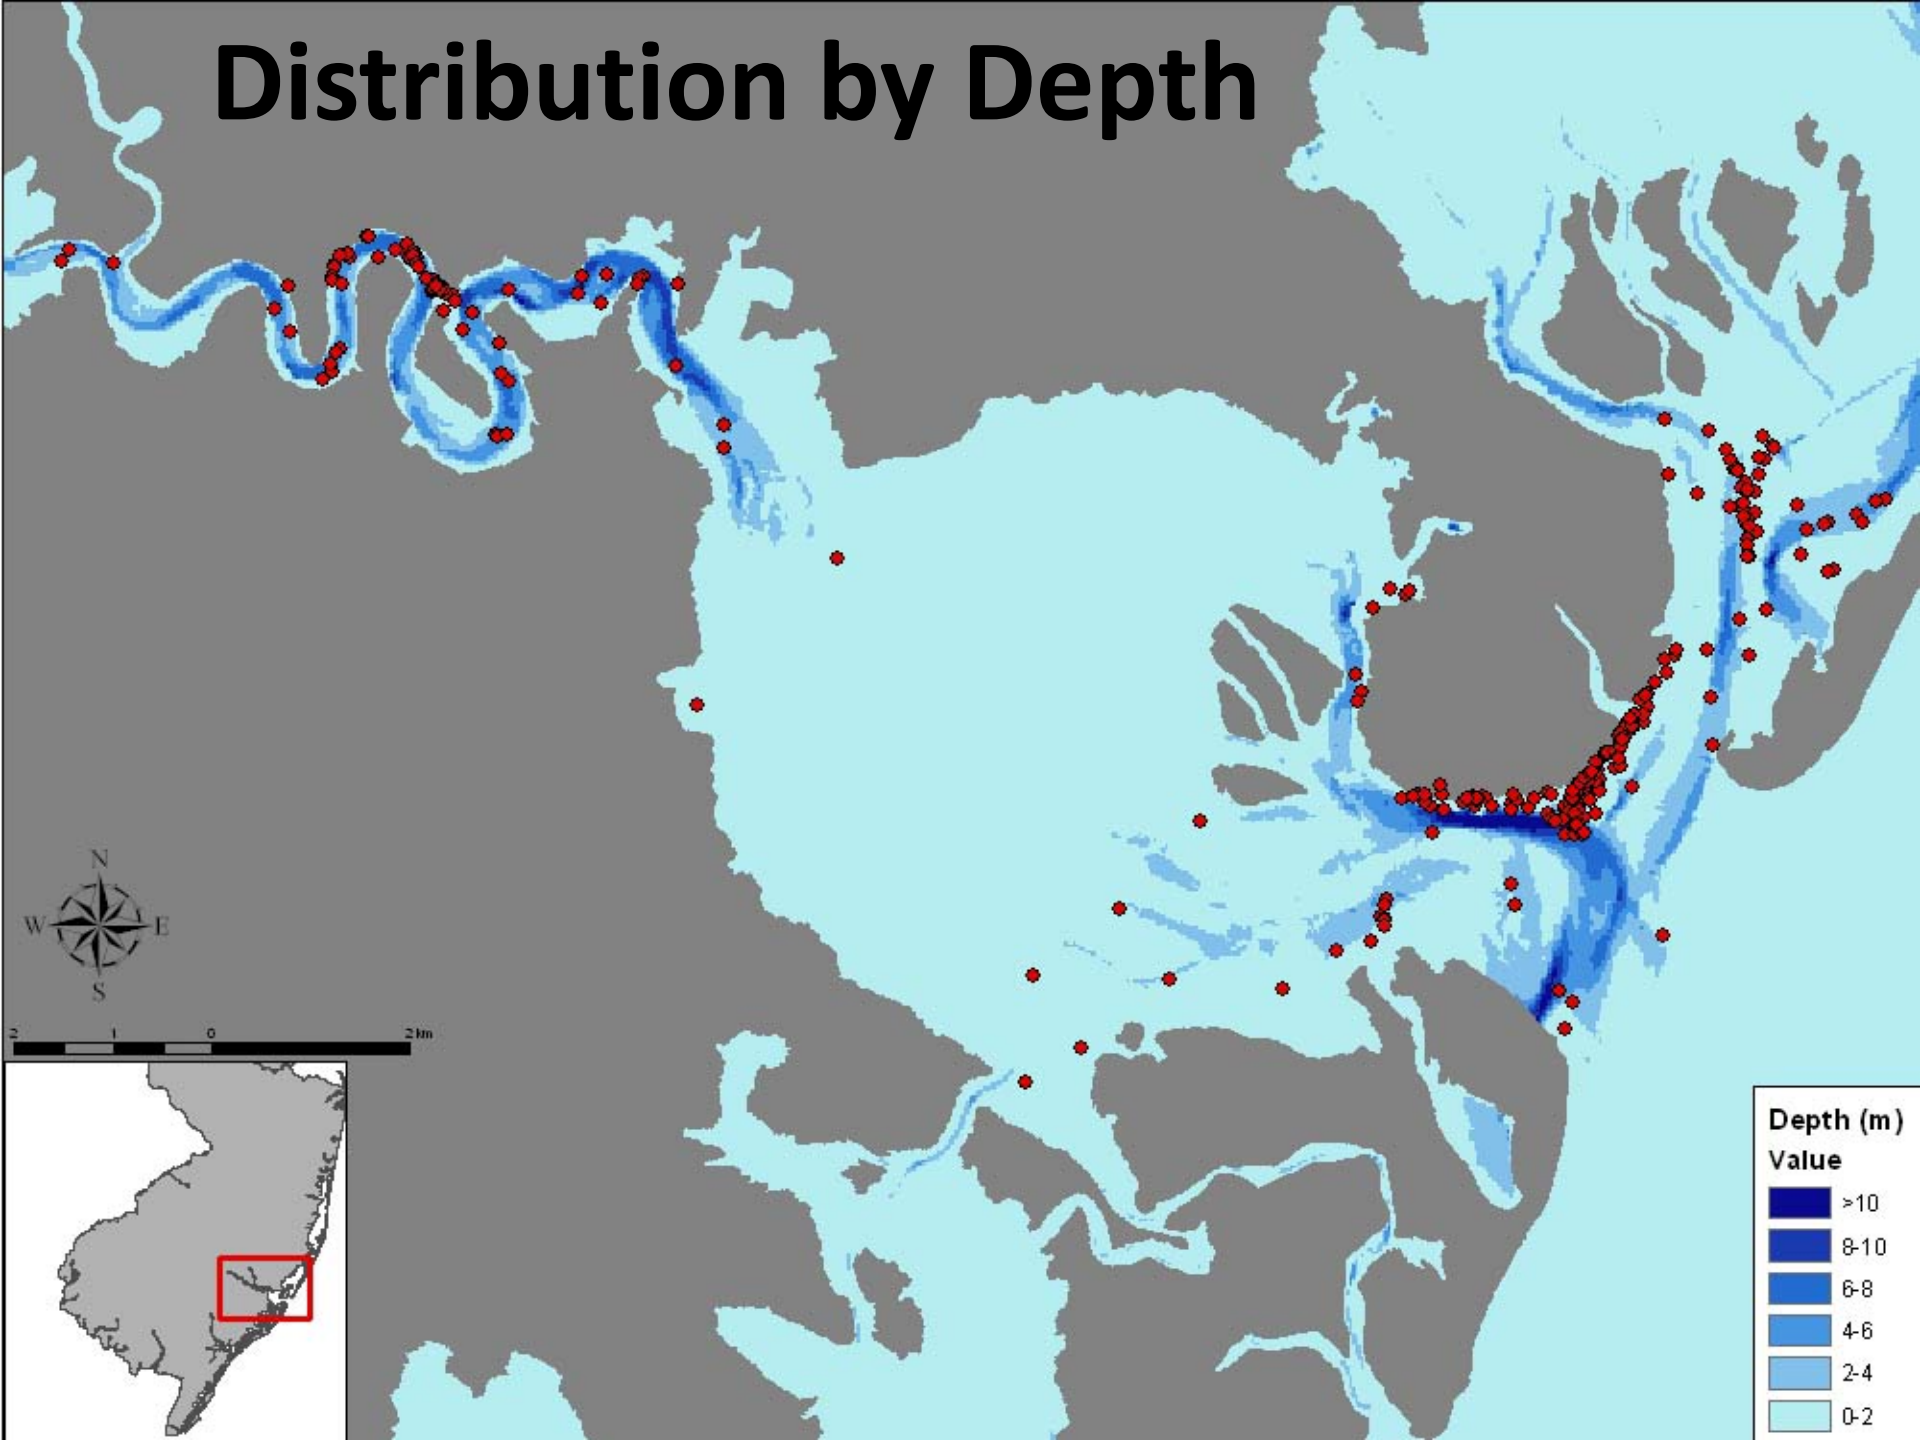 Distribution by Depth
N
W E
S
2 1 0 2 km
Depth (m)
Value
>10
8-10
6-8
4-6
2-4
0-2